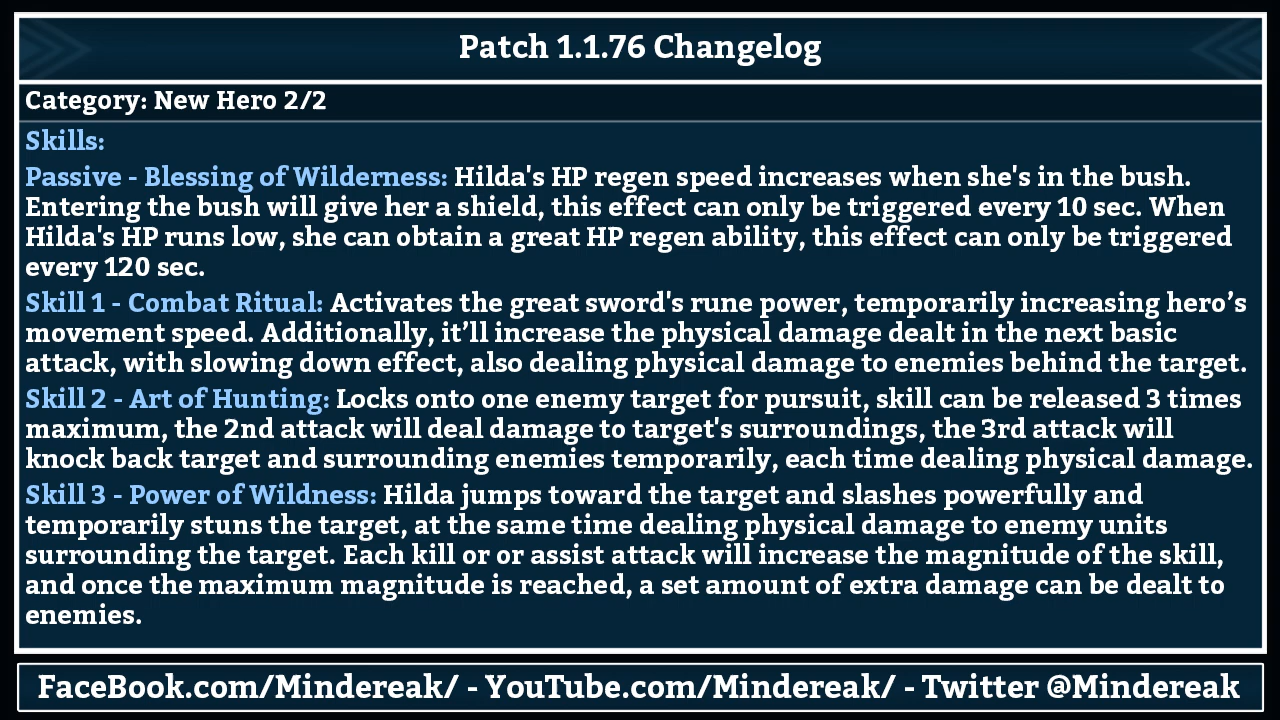 Patch 1.1.76 Changelog
Category: New Hero 2/2
Skills:
Passive - Blessing of Wilderness: Hilda's HP regen speed increases when she's in the bush.
Entering the bush will give her a shield, this effect can only be triggered every 10 sec. When
Hilda's HP runs low, she can obtain a great HP regen ability, this effect can only be triggered
every 120 sec.
Skill 1 - Combat Ritual: Activates the great sword's rune power, temporarily increasing hero’s
movement speed. Additionally, it’ll increase the physical damage dealt in the next basic
attack, with slowing down effect, also dealing physical damage to enemies behind the target.
Skill 2 - Art of Hunting: Locks onto one enemy target for pursuit, skill can be released 3 times
maximum, the 2nd attack will deal damage to target's surroundings, the 3rd attack will
knock back target and surrounding enemies temporarily, each time dealing physical damage.
Skill 3 - Power of Wildness: Hilda jumps toward the target and slashes powerfully and
temporarily stuns the target, at the same time dealing physical damage to enemy units
surrounding the target. Each kill or or assist attack will increase the magnitude of the skill,
and once the maximum magnitude is reached, a set amount of extra damage can be dealt to
enemies.
FaceBook.com/Mindereak/ - YouTube.com/Mindereak/ - Twitter @Mindereak